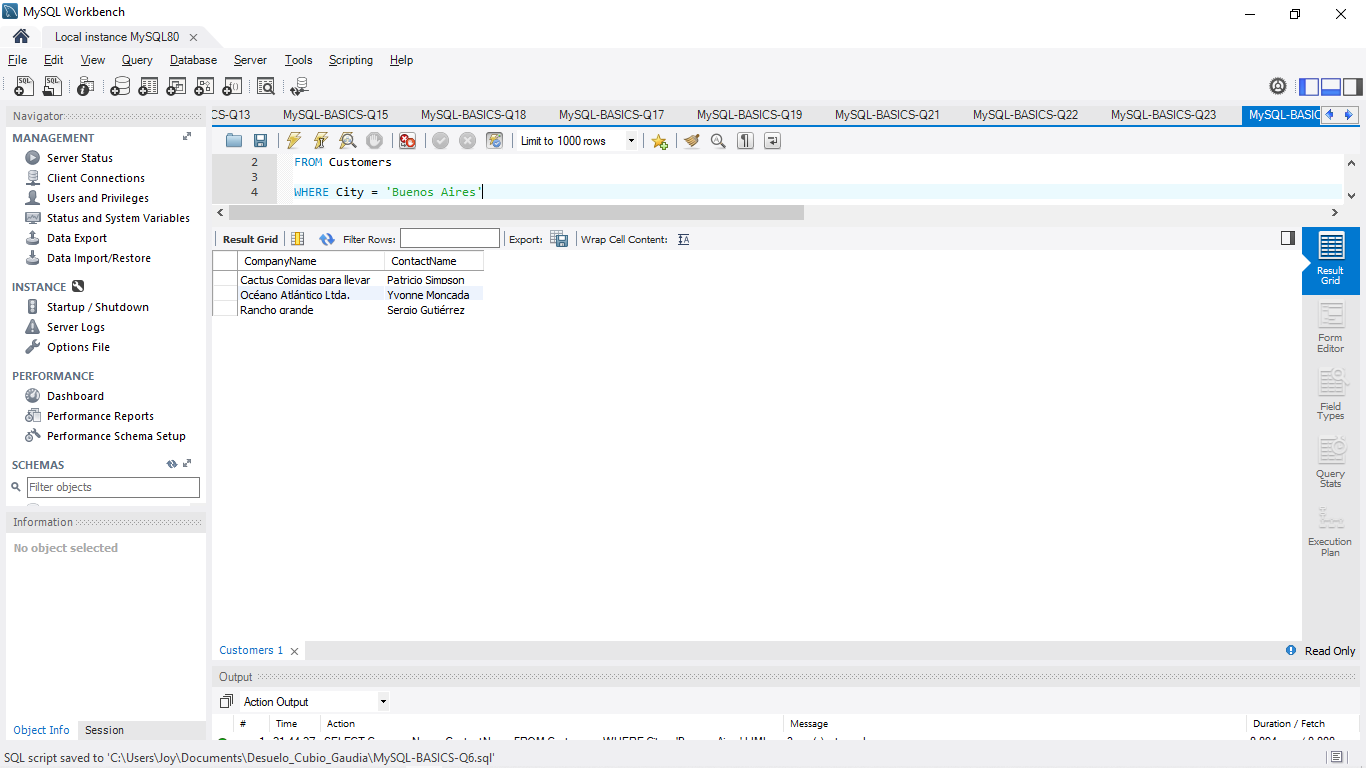 MySQL Workbench
Local instance MySQL80
File Edit View Query Database Server Tools Scripting Help
Navigator
MANAGEMENT
Server Status
Client Connections
Users and Privileges
Status and System Variables
Data Export
Data Import/Restore
INSTANCE
Startup / Shutdown
Server Logs
Options File
PERFORMANCE
Dashboard
Performance Reports
Performance Schema Setup
SCHEMAS
Filter objects
Information
No object selected
Object Info Session
CS-Q13 MySQL-BASICS-Q15 MySQL-BASICS-Q18 MySQL-BASICS-Q17 MySQL-BASICS-Q19 MySQL-BASICS-Q21 MySQL-BASICS-Q22 MySQL-BASICS-Q23 MySQL-BASIC
Limit to 1000 rows
2 FROM Customers
3
4 WHERE City = 'Buenos Aires'
Result Grid Filter Rows: Export: Wrap Cell Content:
CompanyName ContactName
Cactus Comidas para llevar Patricio Simpson
Océano Atlántico Ltda. Yvonne Moncada
Rancho grande Sergio Gutiérrez
Result
Grid
Form
Editor
Field
Types
Query
Stats
Execution
Plan
Customers 1
Read Only
Output
Action Output
# Time Action Message Duration / Fetch
SQL script saved to 'C:\Users\Joy\Documents\Desuelo_Cubio_Gaudia\MySQL-BASICS-Q6.sql'